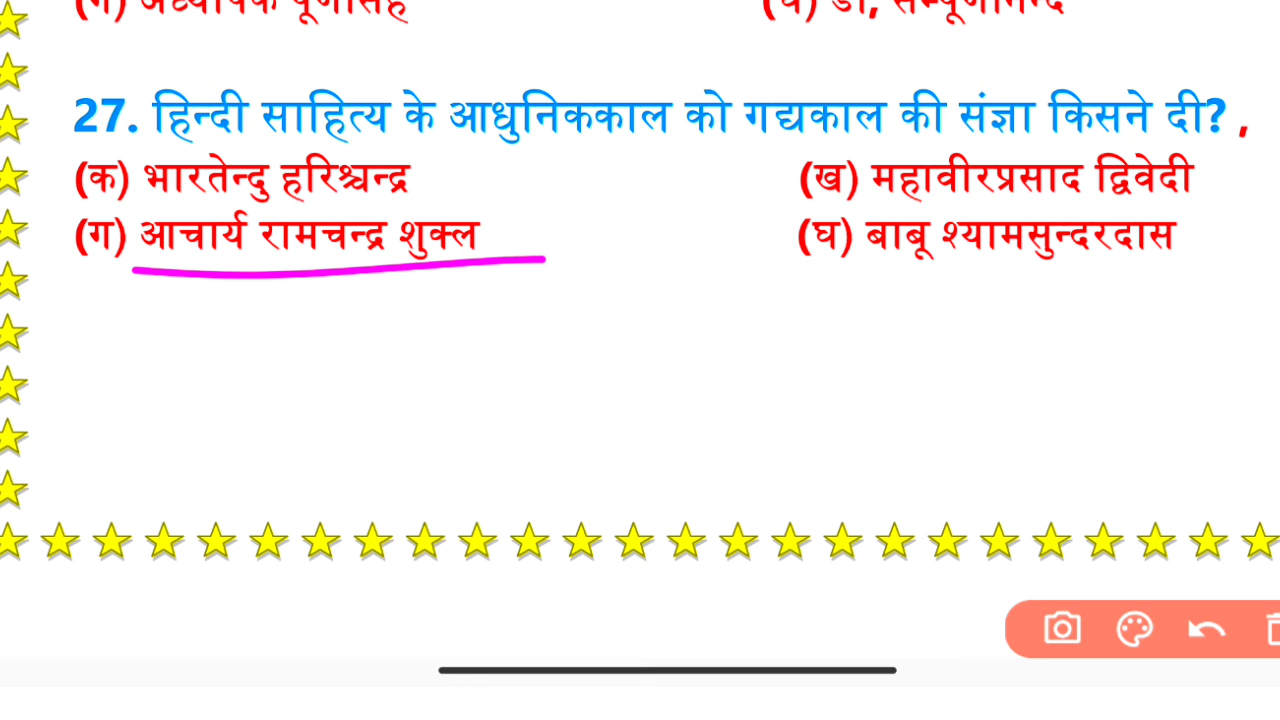 27. हिन्दी साहित्य के आधुनिककाल को गद्यकाल की संज्ञा किसने दी? ,
(क) भारतेन्दु हरिश्चन्द्र (ख) महावीरप्रसाद द्विवेदी
(ग) आचार्य रामचन्द्र शुक्ल (घ) बाबू श्यामसुन्दरदास